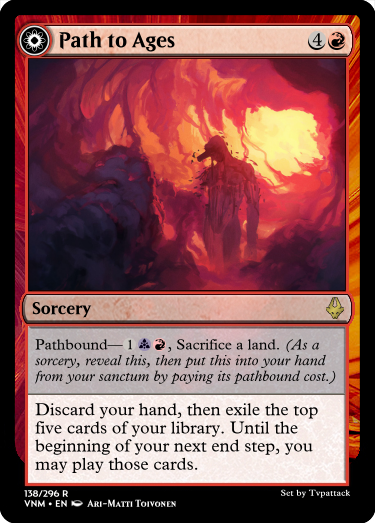 Path to Ages 4
Sorcery
Pathbound— 1 , Sacrifice a land. (As a
sorcery, reveal this, then put this into your hand
from your sanctum by paying its pathbound cost.)
Discard your hand, then exile the top
five cards of your library. Until the
beginning of your next end step, you
may play those cards.
138/296 R
Set by Tvpattack
VNM • EN Ari-Matti Toivonen